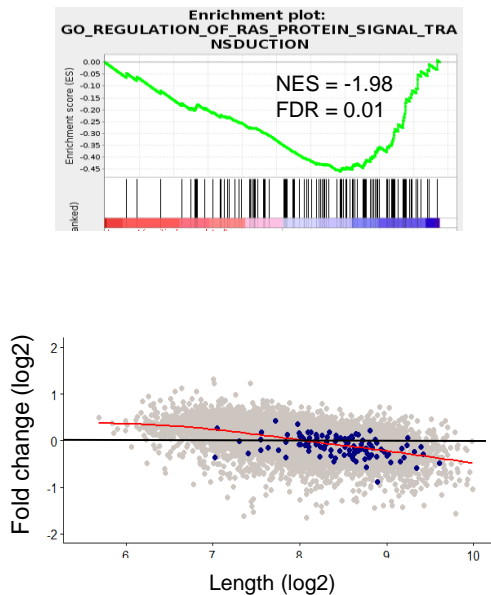 Enrichment plot:
GO_REGULATION_OF_RAS_PROTEIN_SIGNAL_TRA
NSDUCTION
Enrichment score (ES)
0.00
-0.05
-0.10
-0.15
-0.20
-0.25
-0.30
-0.35
-0.40
-0.45
NES = -1.98
FDR = 0.01
anked)
Fold change (log2)
2
1
0
-1
-2
6
7
8
9
10
Length (log2)